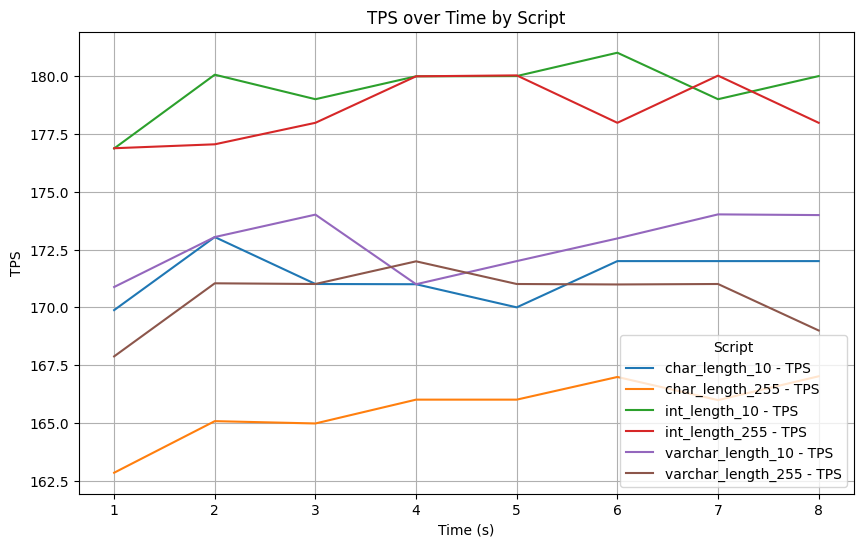 TPS over Time by Script
TPS
180.0
177.5
175.0
172.5
170.0
167.5
165.0
162.5
Script
char_length_10 - TPS
char_length_255 - TPS
int_length_10 - TPS
int_length_255 - TPS
varchar_length_10 - TPS
varchar_length_255 - TPS
1 2 3 4 5 6 7 8
Time (s)